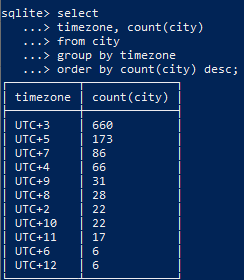 sqlite> select
   ...> timezone, count(city)
   ...> from city
   ...> group by timezone
   ...> order by count(city) desc;
timezone | count(city)
UTC+3 | 660
UTC+5 | 173
UTC+7 | 86
UTC+4 | 66
UTC+9 | 31
UTC+8 | 28
UTC+2 | 22
UTC+10 | 22
UTC+11 | 17
UTC+6 | 6
UTC+12 | 6